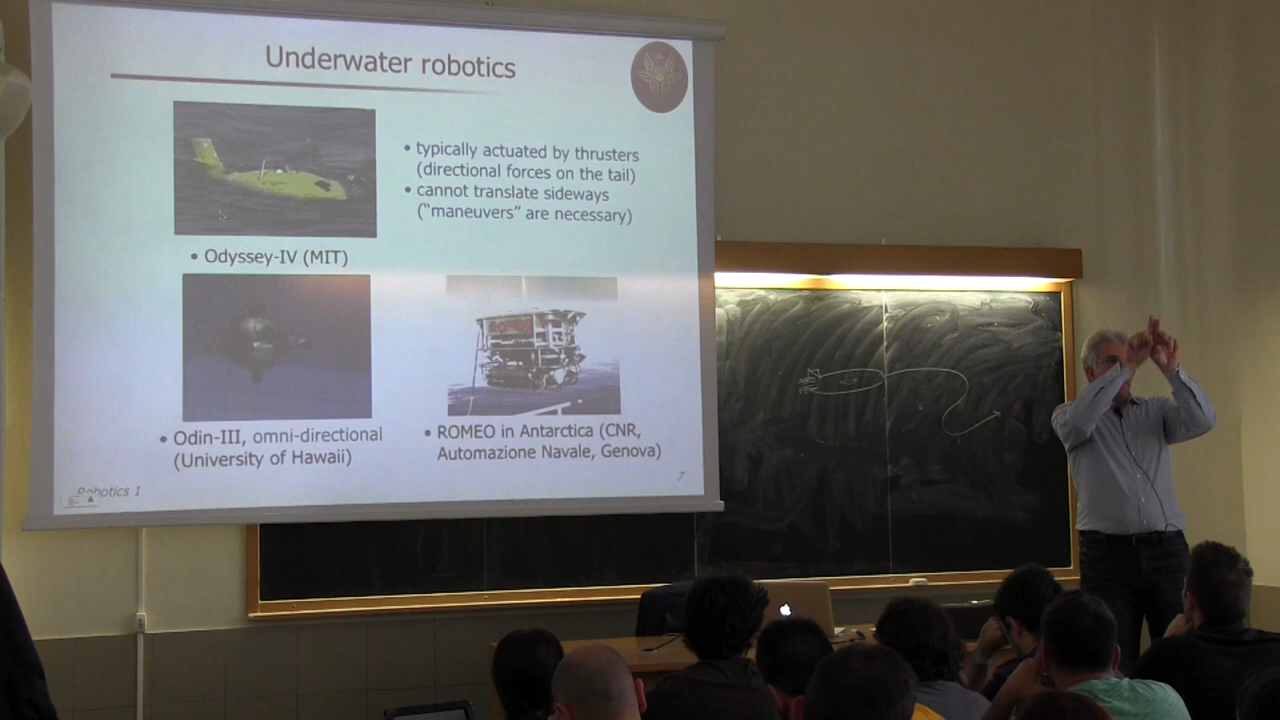 Underwater robotics
• typically actuated by thrusters
(directional forces on the tail)
• cannot translate sideways
("maneuvers" are necessary)
• Odyssey-IV (MIT)
• Odin-III, omni-directional
(University of Hawaii)
• ROMEO in Antarctica (CNR,
Automazione Navale, Genova)
Robotics 1
7